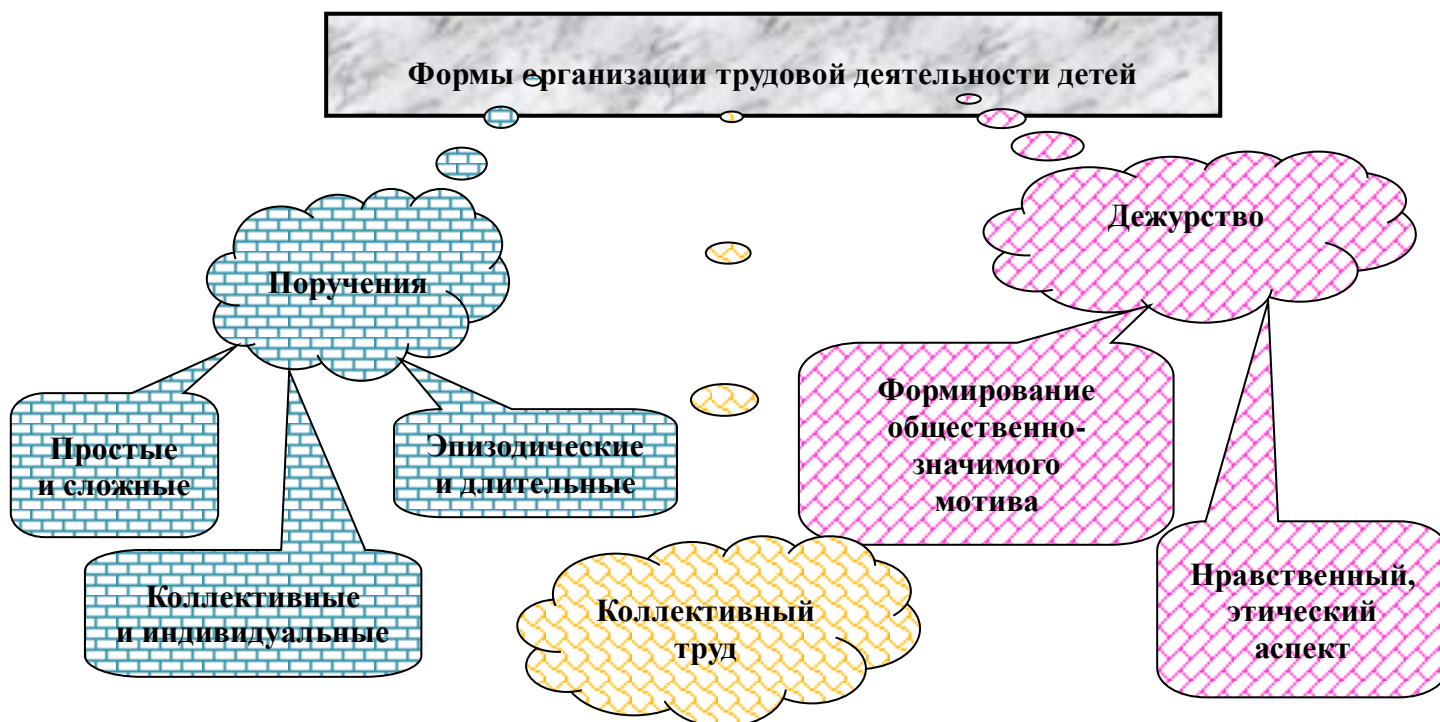 Формы организации трудовой деятельности детей
Дежурство
Поручения
Простые
и сложные
Эпизодические
и длительные
Коллективные
и индивидуальные
Формирование
общественно-
значимого
мотива
Нравственный,
этический
аспект
Коллективный
труд